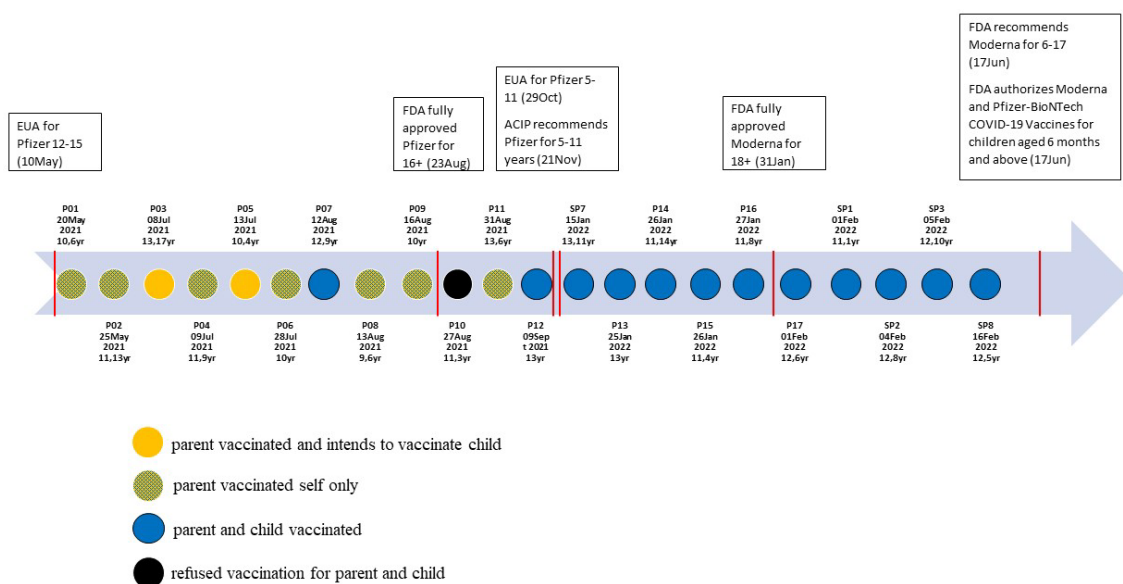 FDA recommends
Moderna for 6-17
(17Jun)
FDA authorizes Moderna
and Pfizer-BioNTech
COVID-19 Vaccines for
children aged 6 months
and above (17Jun)
EUA for Pfizer 5-
11 (29Oct)
ACIP recommends
Pfizer for 5-11
years (21Nov)
FDA fully
approved
Pfizer for
16+ (23Aug)
FDA fully
approved
Moderna for
18+ (31Jan)
EUA for
Pfizer 12-15
(10May)
P01
20May
2021
10,6yr
P03
08Jul
2021
13,17yr
P05
13Jul
2021
10,4yr
P07
12Aug
2021
12,9yr
P09
16Aug
2021
10yr
P11
31Aug
2021
13,6yr
SP7
15Jan
2022
13,11yr
P14
26Jan
2022
11,14yr
P16
27Jan
2022
11,8yr
SP1
01Feb
2022
11,1yr
SP3
05Feb
2022
12,10yr
P02
25May
2021
11,13yr
P04
09Jul
2021
11,9yr
P06
28Jul
2021
10yr
P08
13Aug
2021
9,6yr
P10
27Aug
2021
11,3yr
P12
09Sep
t 2021
13yr
P13
25Jan
2022
13yr
P15
26Jan
2022
11,4yr
P17
01Feb
2022
12,6yr
SP2
04Feb
2022
12,8yr
SP8
16Feb
2022
12,5yr
parent vaccinated and intends to vaccinate child
parent vaccinated self only
parent and child vaccinated
refused vaccination for parent and child